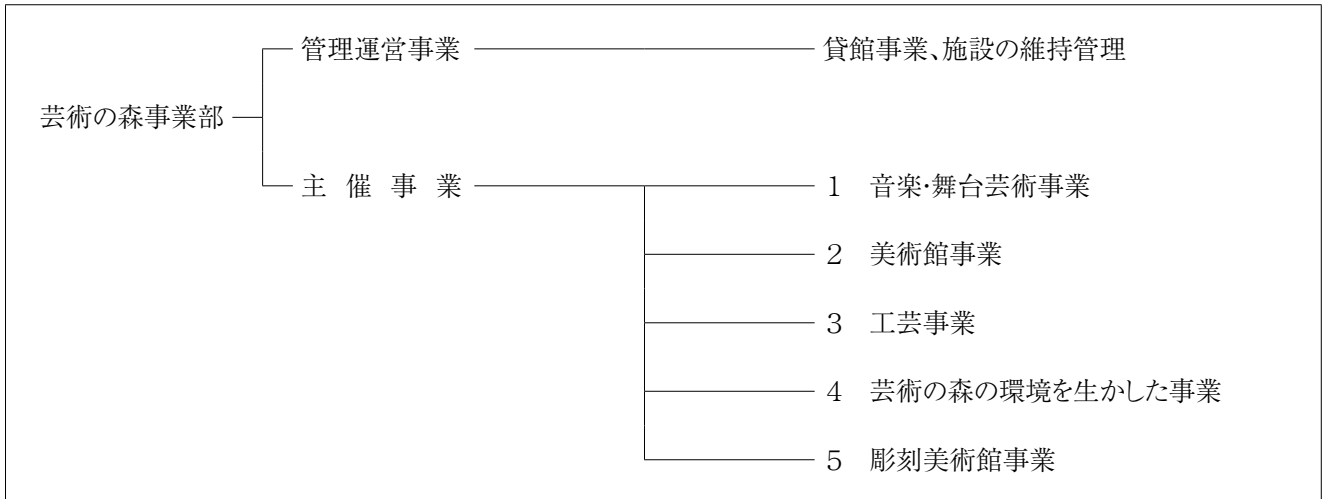 管理運営事業 貸館事業、施設の維持管理
芸術の森事業部
主催事業 1 音楽・舞台芸術事業
2 美術館事業
3 工芸事業
4 芸術の森の環境を生かした事業
5 彫刻美術館事業